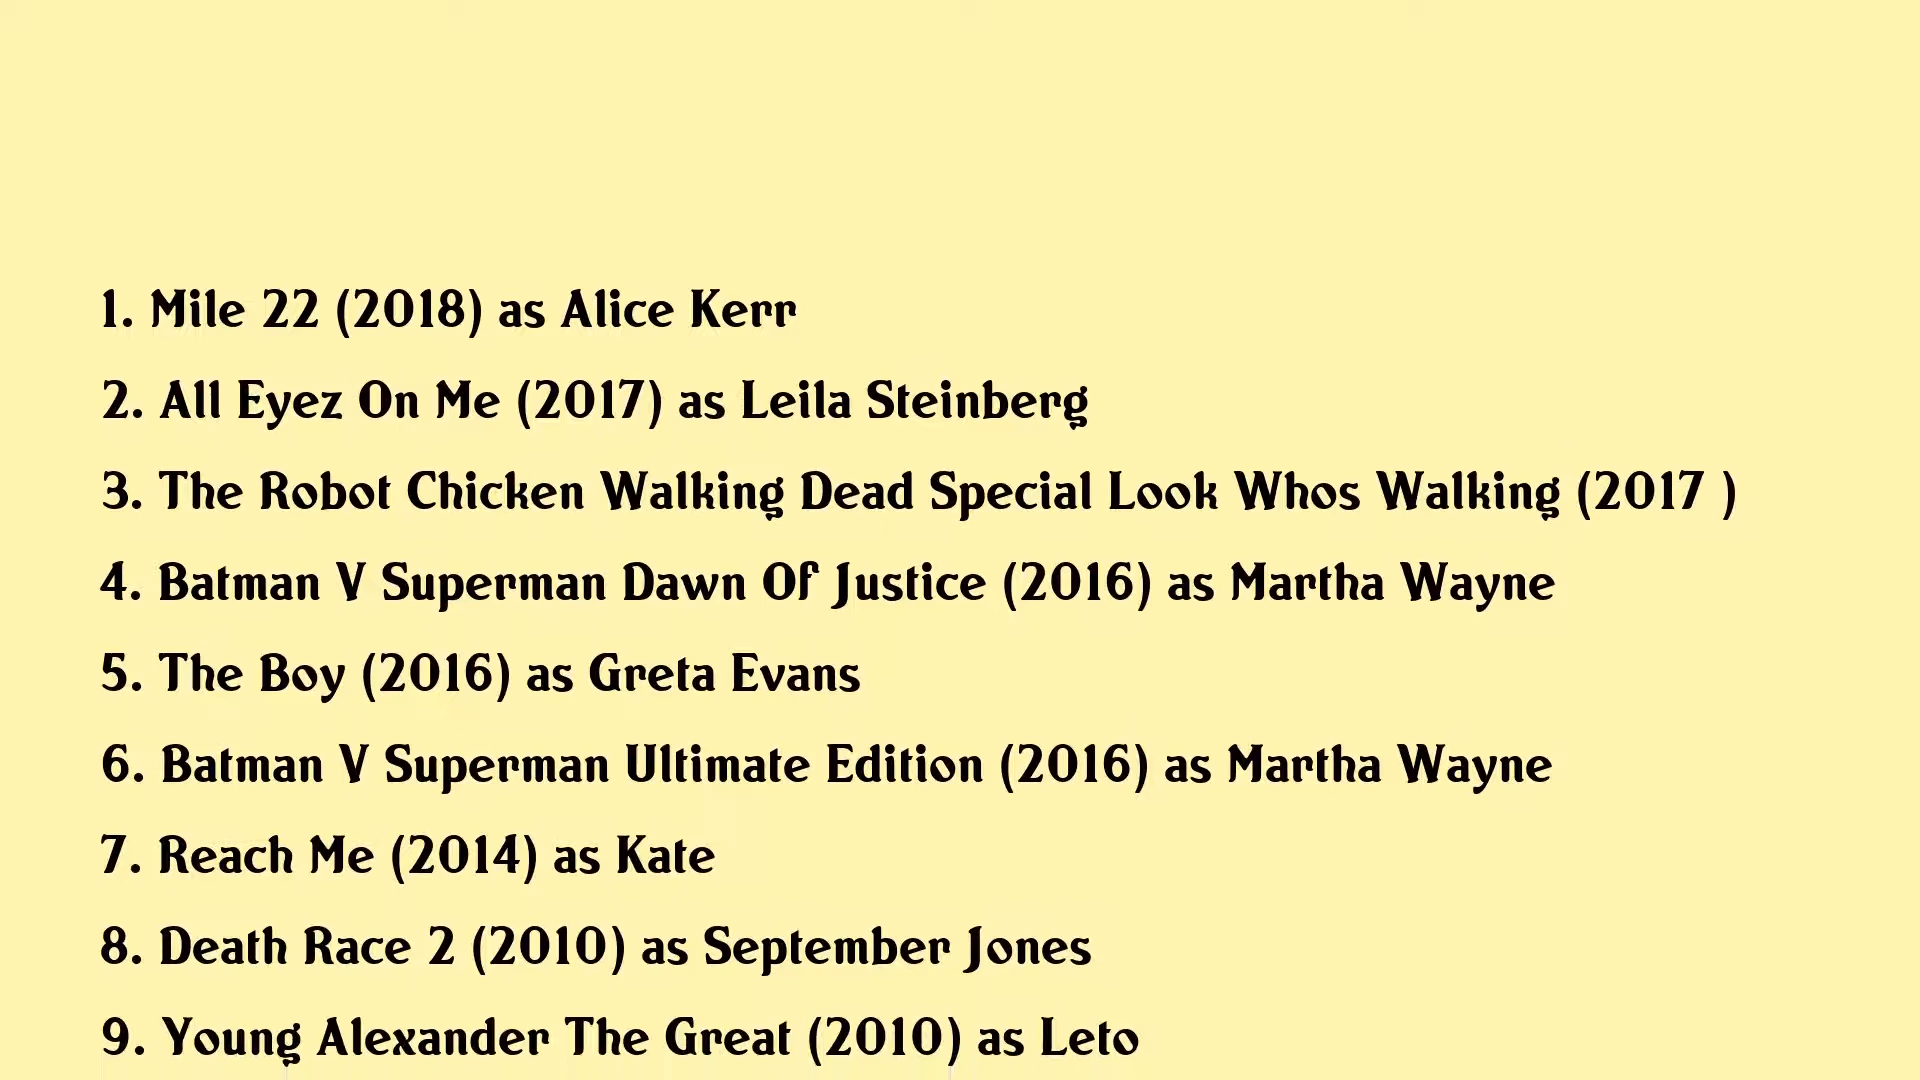 1. Mile 22 (2018) as Alice Kerr
2. All Eyez On Me (2017) as Leila Steinberg
3. The Robot Chicken Walking Dead Special Look Whos Walking (2017 )
4. Batman V Superman Dawn Of Justice (2016) as Martha Wayne
5. The Boy (2016) as Greta Evans
6. Batman V Superman Ultimate Edition (2016) as Martha Wayne
7. Reach Me (2014) as Kate
8. Death Race 2 (2010) as September Jones
9. Young Alexander The Great (2010) as Leto